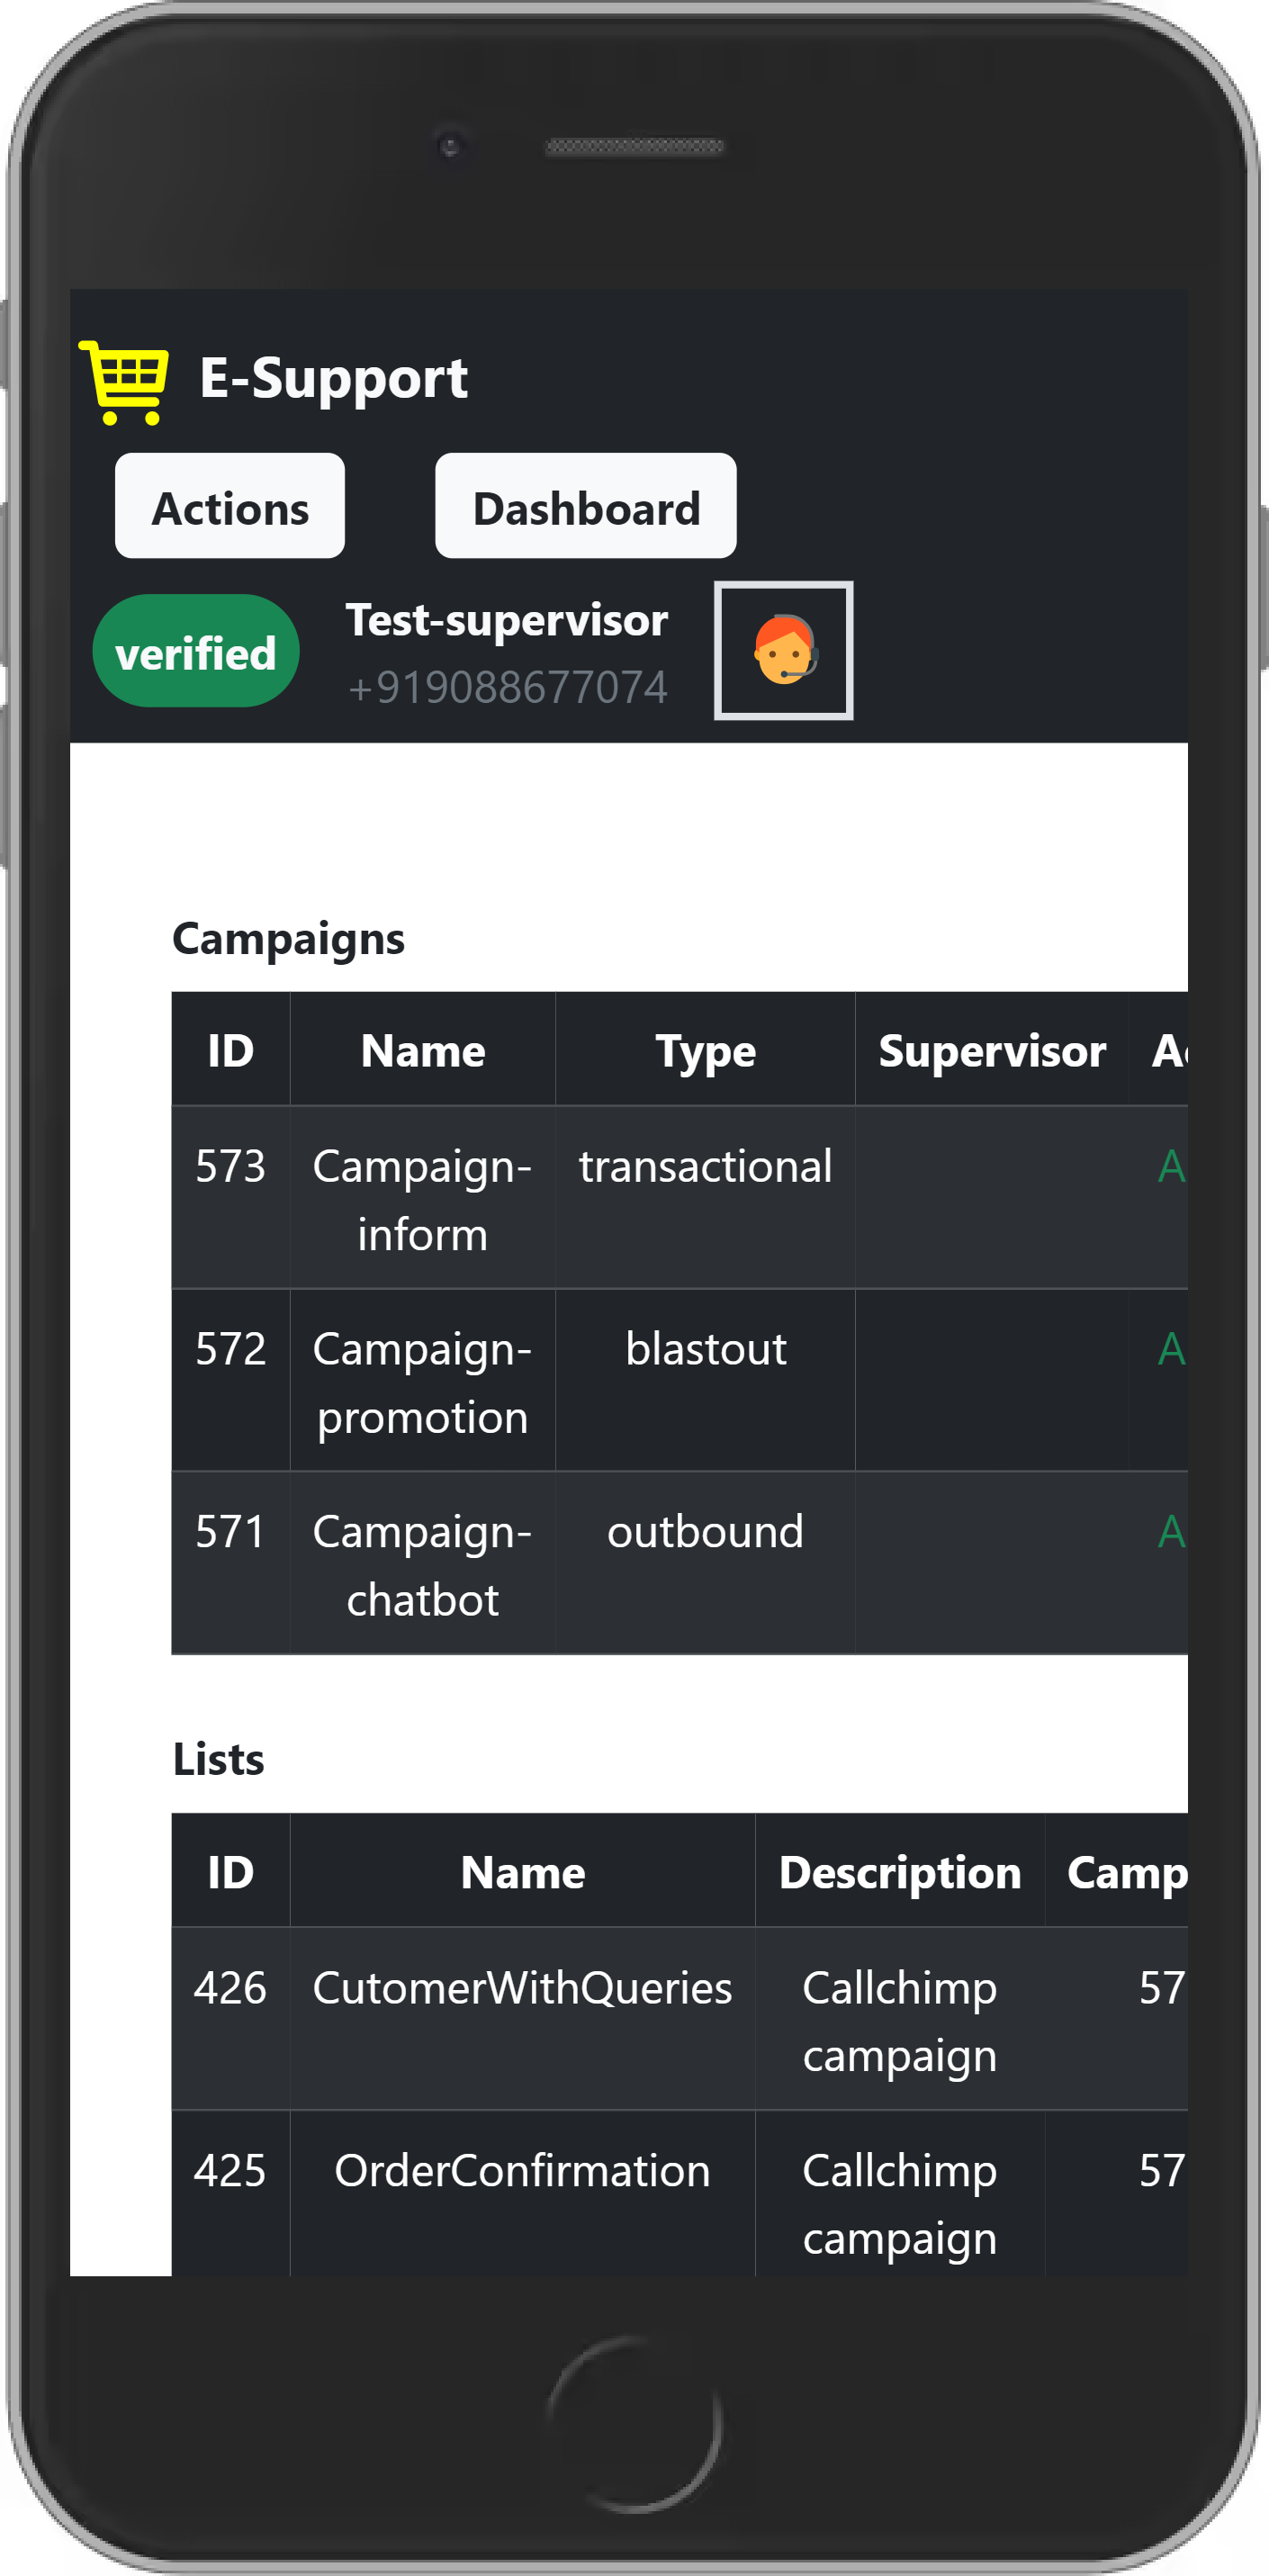 E-Support
Actions Dashboard
verified Test-supervisor
+919088677074
Campaigns
ID Name Type Supervisor
573 Campaign- transactional
inform
572 Campaign- blastout
promotion
571 Campaign- outbound
chatbot
Lists
ID Name Description Camp
426 CutomerWithQueries Callchimp 57
campaign
425 OrderConfirmation Callchimp 57
campaign